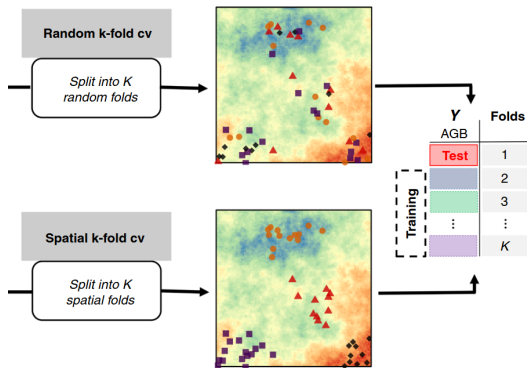 Random k-fold cv
Split into K
random folds
Y
Folds
AGB
Test
1
2
3
⋮
⋮
K
Training
Spatial k-fold cv
Split into K
spatial folds